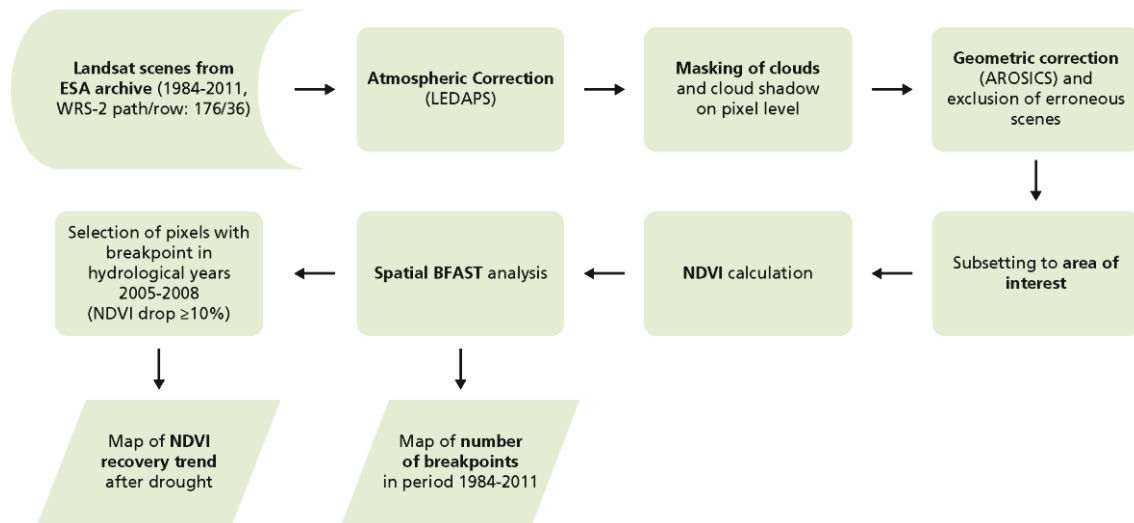 Landsat scenes from
ESA archive (1984-2011,
WRS-2 path/row: 176/36)
Atmospheric Correction
(LEDAPS)
Masking of clouds
and cloud shadow
on pixel level
Geometric correction
(AROSICS) and
exclusion of erroneous
scenes
Subsetting to area of
interest
NDVI calculation
Spatial BFAST analysis
Selection of pixels with
breakpoint in
hydrological years
2005-2008
(NDVI drop ≥10%)
Map of NDVI
recovery trend
after drought
Map of number
of breakpoints
in period 1984-2011